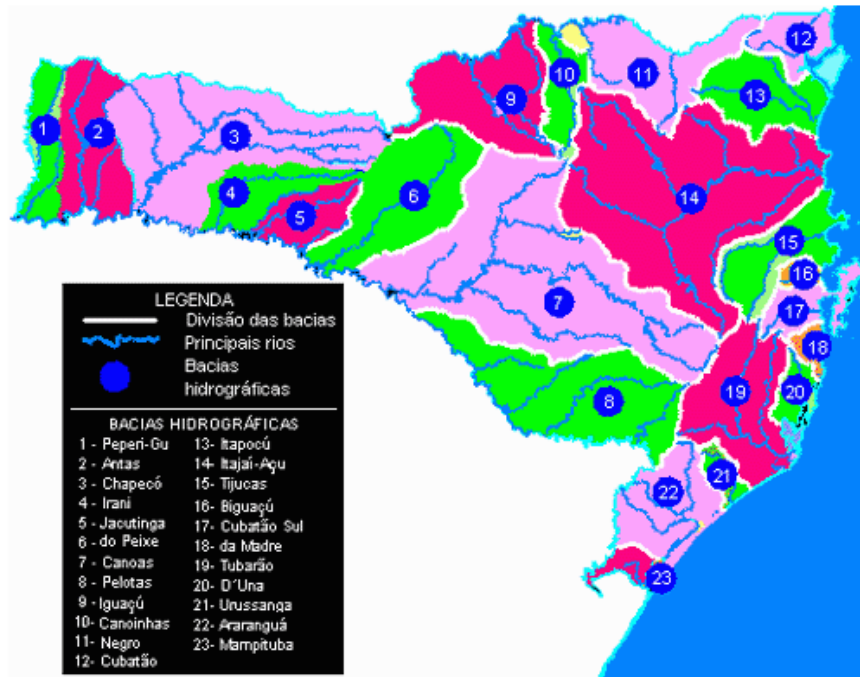 1
2
3
4
5
6
7
8
9
10
11
12
13
14
15
16
17
18
19
20
21
22
23
LEGENDA
Divisão das bacias
Principais rios
Bacias
hidrográficas
BACIAS HIDROGRÁFICAS
1 - Peperi-Gu
2 - Antas
3 - Chapecó
4 - Irani
5 - Jacutinga
6 - do Peixe
7 - Canoas
8 - Pelotas
9 - Iguaçú
10- Canoinhas
11- Negro
12- Cubatão
13- Itapocú
14- Itajaí-Açu
15- Tijucas
16- Biguaçú
17- Cubatão Sul
18- da Madre
19- Tubarão
20- D´Una
21- Urussanga
22- Araranguá
23- Mampituba